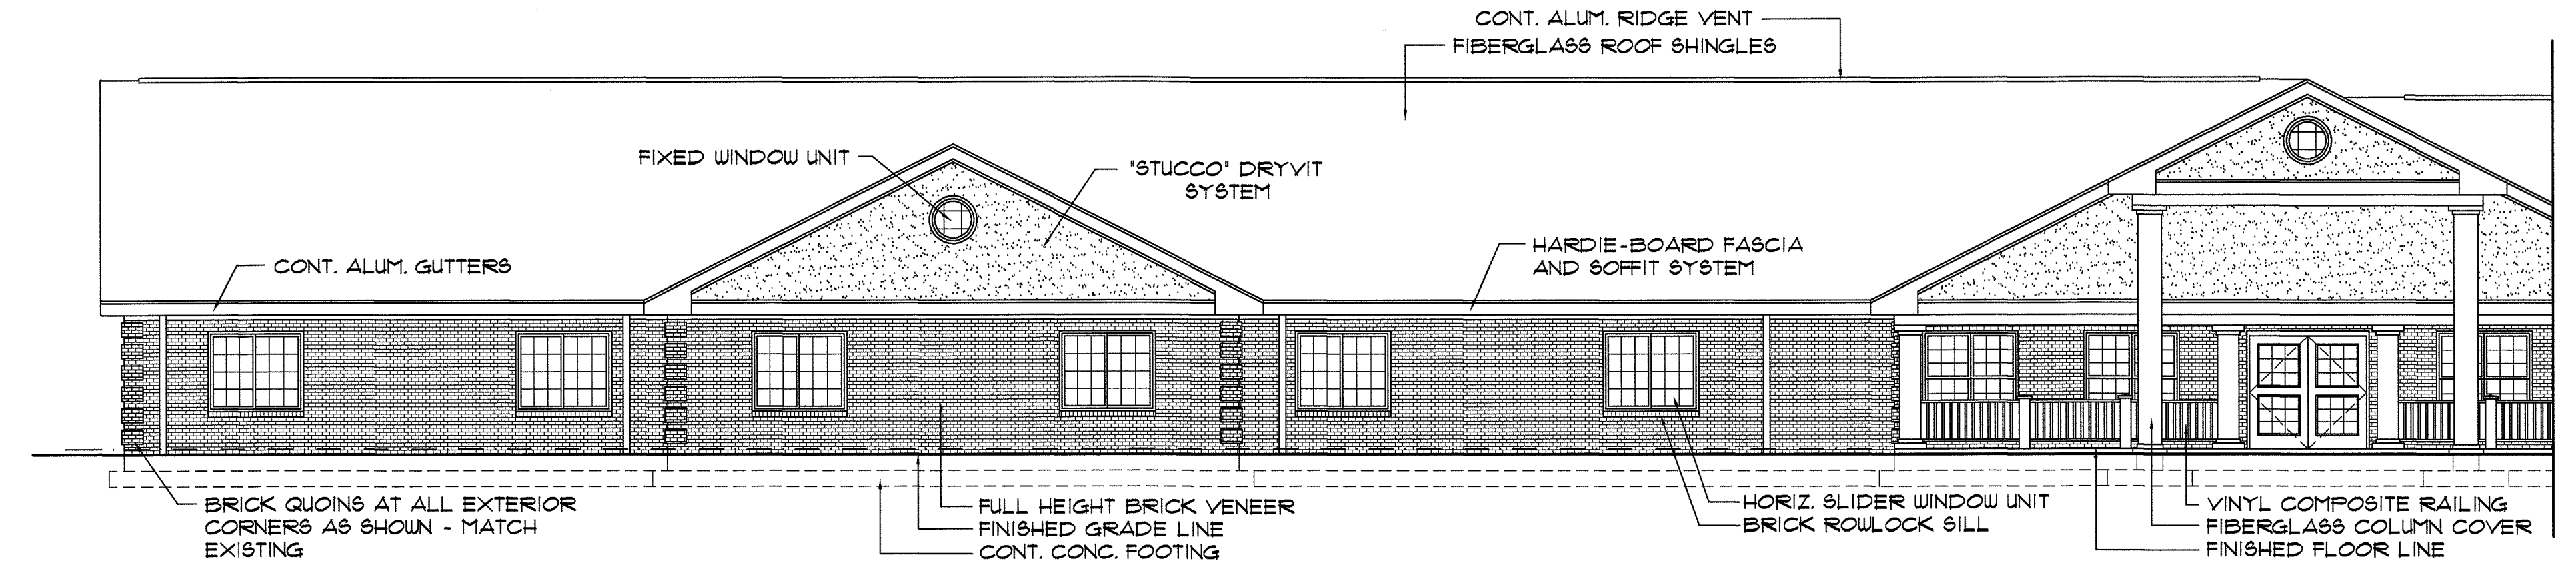 CONT. ALUM. RIDGE VENT
FIBERGLASS ROOF SHINGLES
FIXED WINDOW UNIT
"STUCCO" DRYVIT
SYSTEM
HARDIE-BOARD FASCIA
AND SOFFIT SYSTEM
CONT. ALUM. GUTTERS
BRICK QUOINS AT ALL EXTERIOR
CORNERS AS SHOWN - MATCH
EXISTING
FULL HEIGHT BRICK VENEER
FINISHED GRADE LINE
CONT. CONC. FOOTING
HORIZ. SLIDER WINDOW UNIT
BRICK ROWLOCK SILL
VINYL COMPOSITE RAILING
FIBERGLASS COLUMN COVER
FINISHED FLOOR LINE